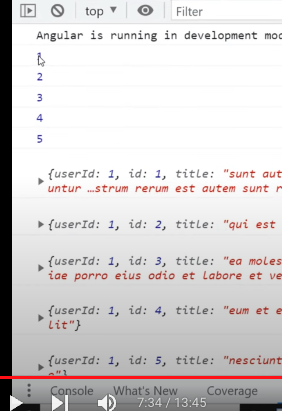 top ▼ Filter
Angular is running in development mod
1
2
3
4
5
{userId: 1, id: 1, title: "sunt aut
untur …strum rerum est autem sunt r
{userId: 1, id: 2, title: "qui est
{userId: 1, id: 3, title: "ea moles
iae porro eius odio et labore et ve
{userId: 1, id: 4, title: "eum et e
lit"}
{userId: 1, id: 5, title: "nesciunt
Console What's New Coverage
7:34 / 13:45